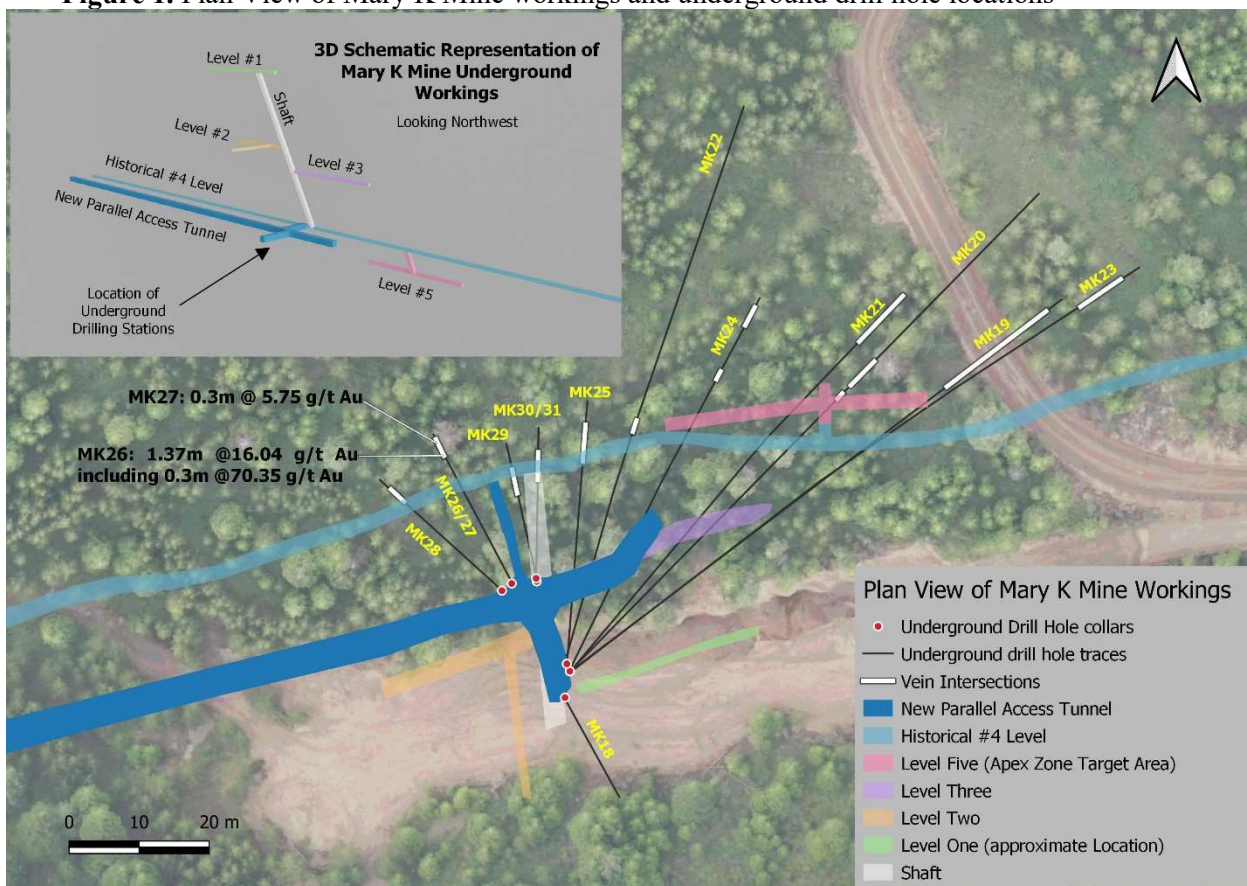 Figure 1. Plan View of Mary K Mine workings and underground drill hole locations
3D Schematic Representation of
Mary K Mine Underground
Workings
Looking Northwest
Level #1
Shaft
Level #2
Level #3
Historical #4 Level
New Parallel Access Tunnel
Level #5
Location of
Underground
Drilling Stations
MK22
MK20
MK23
MK21
MK19
MK24
MK25
MK30/31
MK29
MK27: 0.3m @ 5.75 g/t Au
MK26: 1.37m @16.04 g/t Au
including 0.3m @70.35 g/t Au
MK26/27
MK28
MK18
0 10 20 m
Plan View of Mary K Mine Workings
Underground Drill Hole collars
Underground drill hole traces
Vein Intersections
New Parallel Access Tunnel
Historical #4 Level
Level Five (Apex Zone Target Area)
Level Three
Level Two
Level One (approximate Location)
Shaft